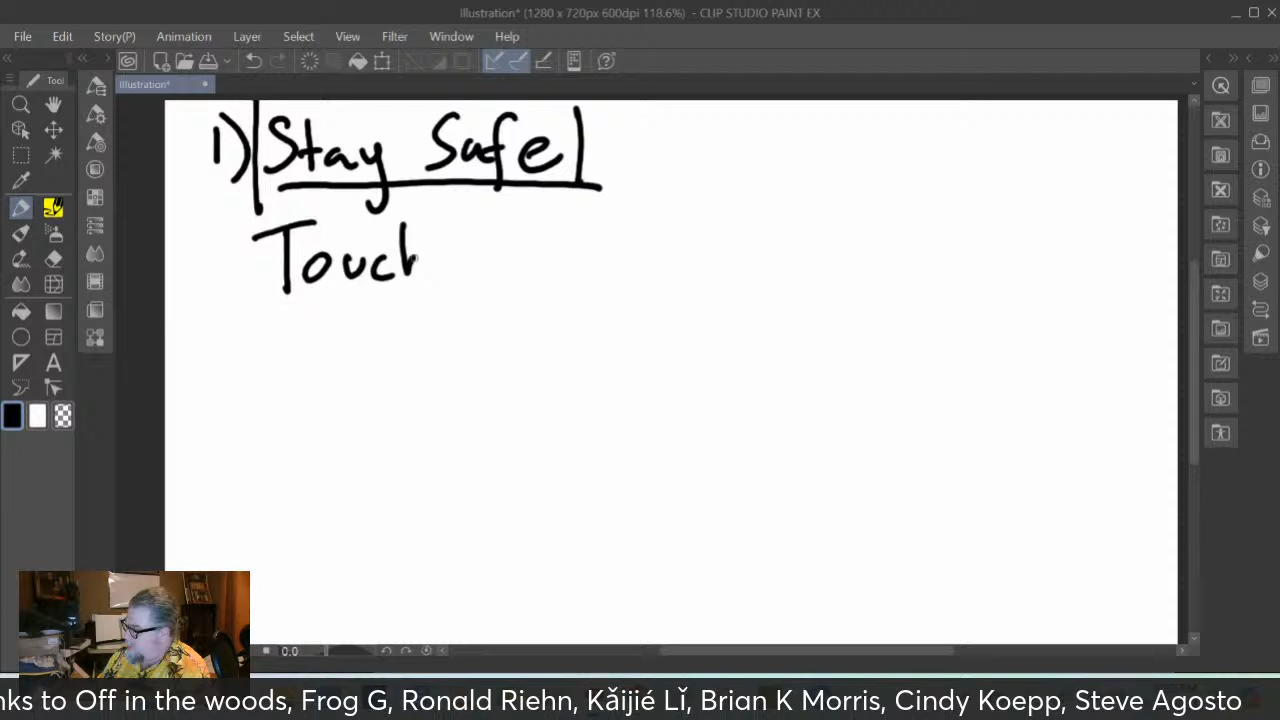 Illustration* (1280 x 720px 600dpi 118.6%) - CLIP STUDIO PAINT EX
File Edit Story(P) Animation Layer Select View Filter Window Help
Tool
Illustration*
1) Stay Safe
Touch
0.0
nks to Off in the woods, Frog G, Ronald Riehn, Kǎijié Lǐ, Brian K Morris, Cindy Koepp, Steve Agosto